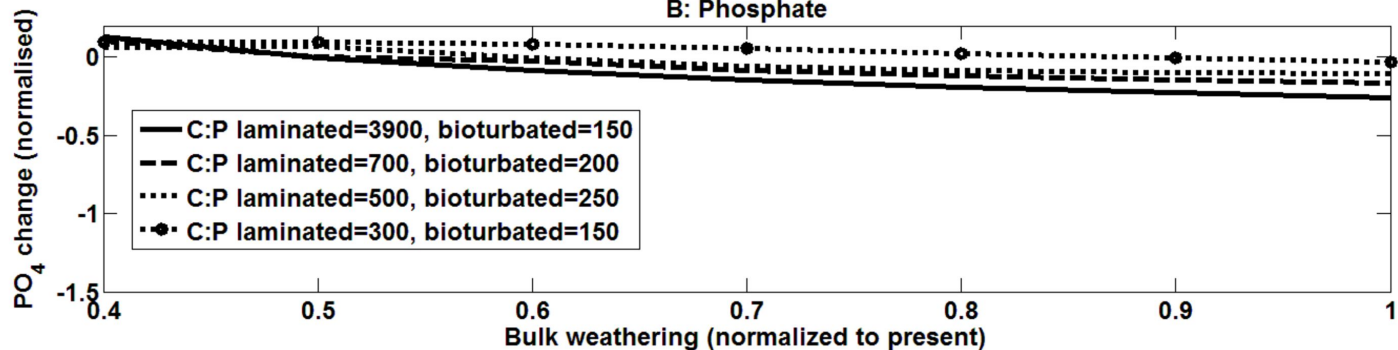 B: Phosphate
PO4 change (normalised)
0
-0.5
-1
-1.5
C:P laminated=3900, bioturbated=150
C:P laminated=700, bioturbated=200
C:P laminated=500, bioturbated=250
C:P laminated=300, bioturbated=150
0.4 0.5 0.6 0.7 0.8 0.9 1
Bulk weathering (normalized to present)